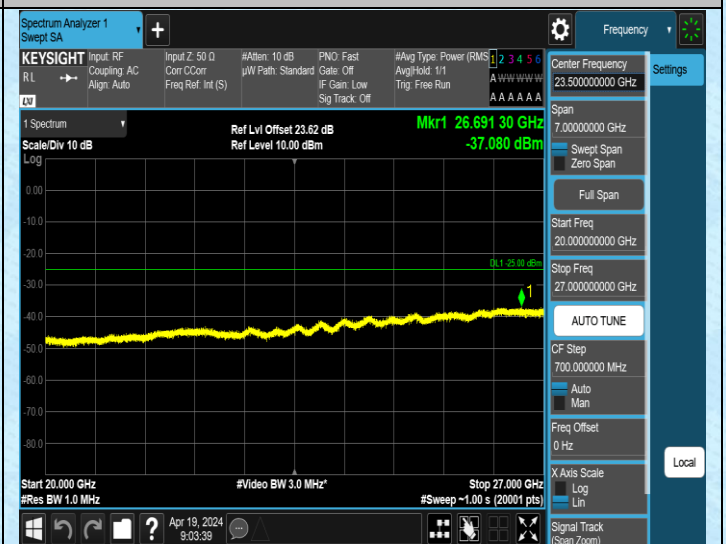 Spectrum Analyzer 1
Swept SA
+
Frequency
KEYSIGHT
RL
LXI
Input: RF
Coupling: AC
Align: Auto
Input Z: 50 Ω
Corr CCorr
Freq Ref: Int (S)
#Atten: 10 dB
µW Path: Standard
PNO: Fast
Gate: Off
IF Gain: Low
Sig Track: Off
#Avg Type: Power (RMS
Avg|Hold: 1/1
Trig: Free Run
1 2 3 4 5 6
A W W W W W
A A A A A A
1 Spectrum
Scale/Div 10 dB
Log
Ref Lvl Offset 23.62 dB
Ref Level 10.00 dBm
Mkr1 26.691 30 GHz
-37.080 dBm
0.00
-10.0
-20.0
DL1 -25.00 dBm
-30.0
1
-40.0
-50.0
-60.0
-70.0
-80.0
Start 20.000 GHz
#Res BW 1.0 MHz
#Video BW 3.0 MHz*
Stop 27.000 GHz
#Sweep ~1.00 s (20001 pts)
?
Apr 19, 2024
9:03:39
Center Frequency
23.500000000 GHz
Settings
Span
7.00000000 GHz
Swept Span
Zero Span
Full Span
Start Freq
20.000000000 GHz
Stop Freq
27.000000000 GHz
AUTO TUNE
CF Step
700.000000 MHz
Auto
Man
Freq Offset
0 Hz
X Axis Scale
Log
Lin
Local
Signal Track
(Span Zoom)